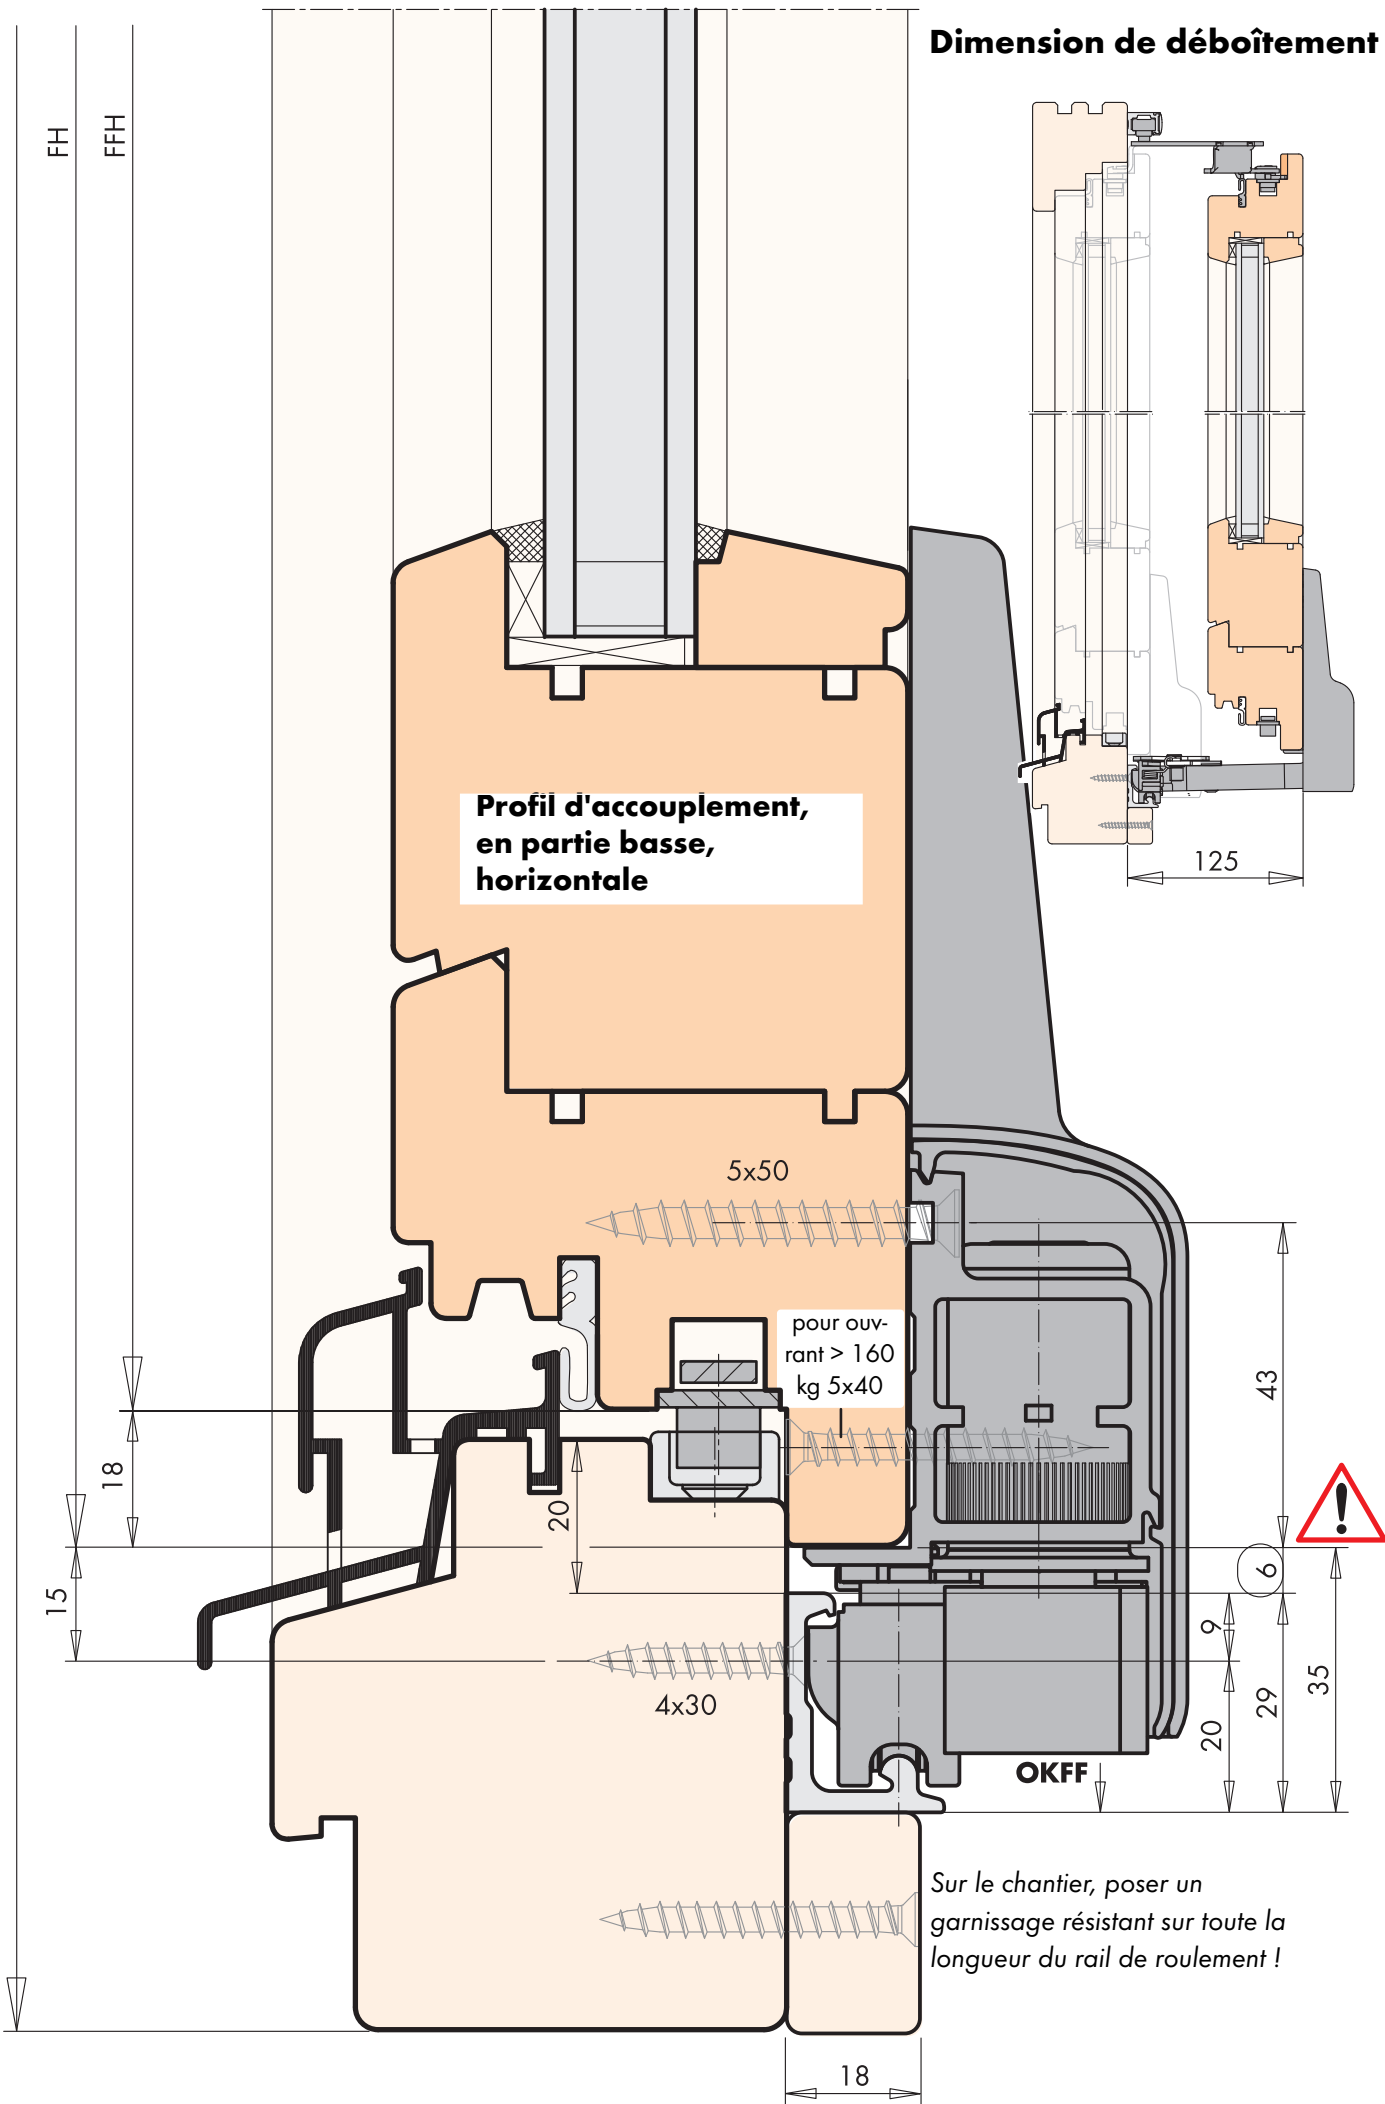 Dimension de déboîtement
FH
FFH
125
Profil d'accouplement,
en partie basse,
horizontale
5x50
pour ouv-
rant > 160
kg 5x40
43
18
20
15
6
9
35
29
20
4x30
OKFF
Sur le chantier, poser un
garnissage résistant sur toute la
longueur du rail de roulement !
18